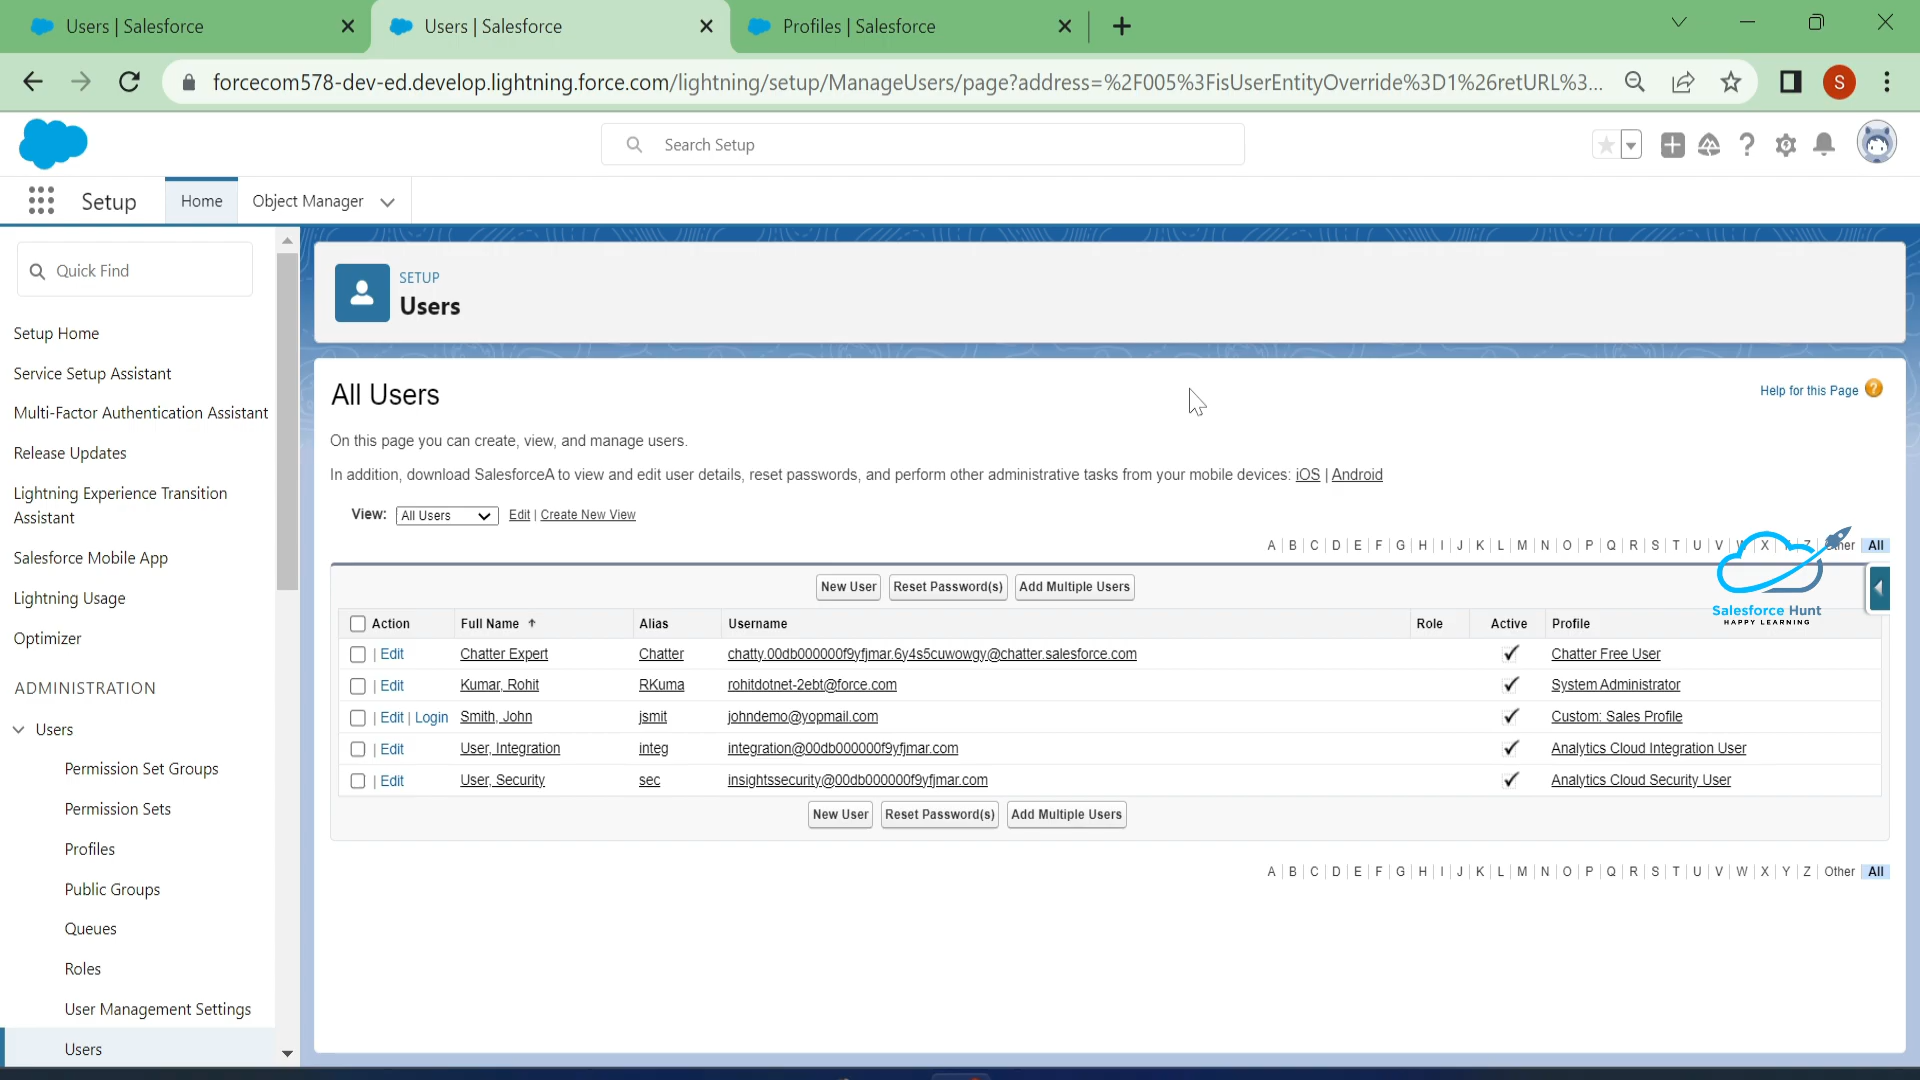 Users | Salesforce
Users | Salesforce
Profiles | Salesforce
forcecom578-dev-ed.develop.lightning.force.com/lightning/setup/ManageUsers/page?address=%2F005%3FisUserEntityOverride%3D1%26retURL%3...
S
Search Setup
Setup
Home
Object Manager
Quick Find
Setup Home
Service Setup Assistant
Multi-Factor Authentication Assistant
Release Updates
Lightning Experience Transition
Assistant
Salesforce Mobile App
Lightning Usage
Optimizer
ADMINISTRATION
Users
Permission Set Groups
Permission Sets
Profiles
Public Groups
Queues
Roles
User Management Settings
Users
SETUP
Users
All Users
Help for this Page ?
On this page you can create, view, and manage users.
In addition, download SalesforceA to view and edit user details, reset passwords, and perform other administrative tasks from your mobile devices: iOS | Android
View: All Users Edit | Create New View
A | B | C | D | E | F | G | H | I | J | K | L | M | N | O | P | Q | R | S | T | U | V | W | X | Y | Z | Other | All
Salesforce Hunt
HAPPY LEARNING
New User Reset Password(s) Add Multiple Users
Action Full Name Alias Username Role Active Profile
| Edit Chatter Expert Chatter chatty.00db000000f9yfjmar.6y4s5cuwowgy@chatter.salesforce.com Chatter Free User
| Edit Kumar, Rohit RKuma rohitdotnet-2ebt@force.com System Administrator
| Edit | Login Smith, John jsmit johndemo@yopmail.com Custom: Sales Profile
| Edit User, Integration integ integration@00db000000f9yfjmar.com Analytics Cloud Integration User
| Edit User, Security sec insightssecurity@00db000000f9yfjmar.com Analytics Cloud Security User
New User Reset Password(s) Add Multiple Users
A | B | C | D | E | F | G | H | I | J | K | L | M | N | O | P | Q | R | S | T | U | V | W | X | Y | Z | Other | All